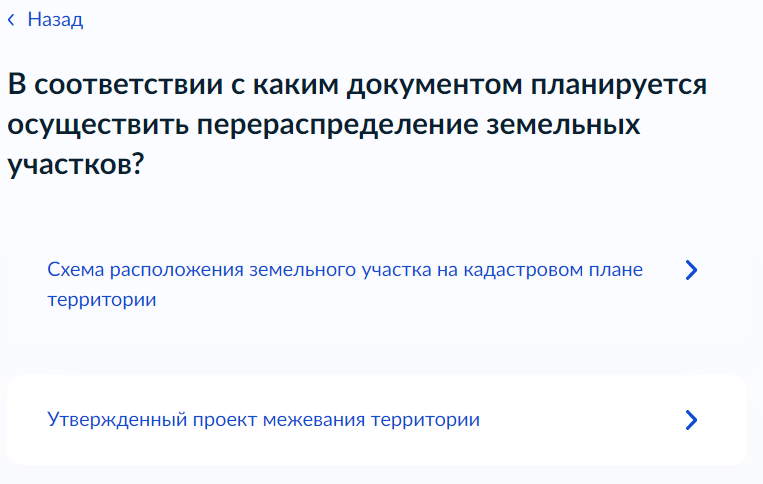 Назад
В соответствии с каким документом планируется
осуществить перераспределение земельных
участков?
Схема расположения земельного участка на кадастровом плане
территории
Утвержденный проект межевания территории